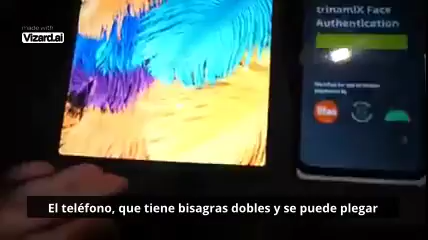 made with
Vizard.ai
trinamiX Face
Authentication
El teléfono, que tiene bisagras dobles y se puede plegar